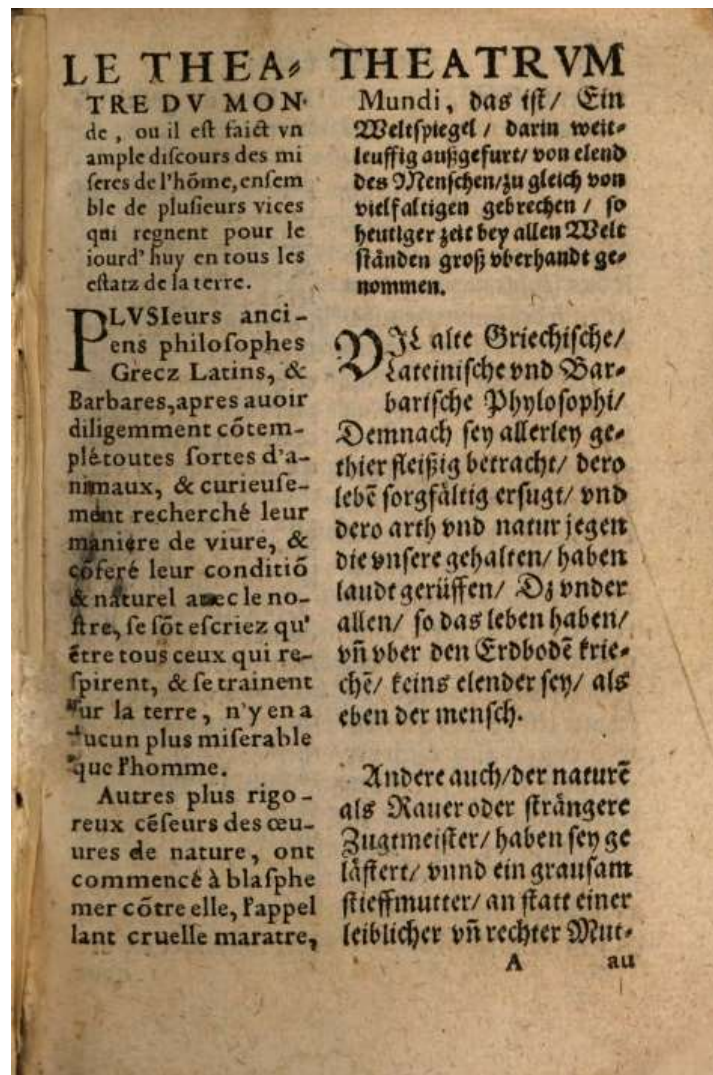 LE THEA⸗
TRE DV MON·
de, ou il eſt faict vn
ample diſcours des mi
ſeres de l'hõme, enſem
ble de pluſieurs vices
qui regnent pour le
iourd'huy en tous les
eſtatz de la terre.
PLVSIeurs anci-
ens philoſophes
Grecz Latins, &
Barbares, apres auoir
diligemment cõtem-
plé toutes ſortes d'a-
nimaux, & curieuſe-
ment recherché leur
maniere de viure, &
cõferé leur conditiõ
& naturel auec le no-
ſtre, ſe ſõt eſcriez qu'
ẽtre tous ceux qui re-
ſpirent, & ſe trainent
ſur la terre, n'y en a
aucun plus miſerable
que l'homme.
Autres plus rigo-
reux cẽſeurs des œu-
ures de nature, ont
commencé à blaſphe
mer cõtre elle, l'appel
lant cruelle maratre,
THEATRVM
Mundi, das iſt/ Ein
Weltſpiegel / darin weit⸗
leuffig außgefurt/ von elend
des Menſchen/zu gleich von
vielfaltigen gebrechen / ſo
heutiger zeit bey allen Welt
ſtånden groß vberhandt ge⸗
nommen.
VIL alte Griechiſche/
Lateiniſche vnd Bar⸗
bariſche Phyloſophi/
Demnach ſey allerley ge⸗
thier fleißig betracht/ dero
lebẽ ſorgfåltig erſugt/ vnd
dero arth vnd natur jegen
die vnſere gehalten/ haben
laudt gerüffen/ Dz vnder
allen/ ſo das leben haben/
vñ vber den Erdbodẽ krie⸗
chẽ/ keins elender ſey/ als
eben der menſch.
Andere auch/der naturẽ
als Rauer oder ſtrångere
Zugtmeiſter/ haben ſey ge
låſtert/ vnnd ein grauſam
ſtieffmutter/ an ſtatt einer
leiblicher vñ rechter Mut⸗
A au